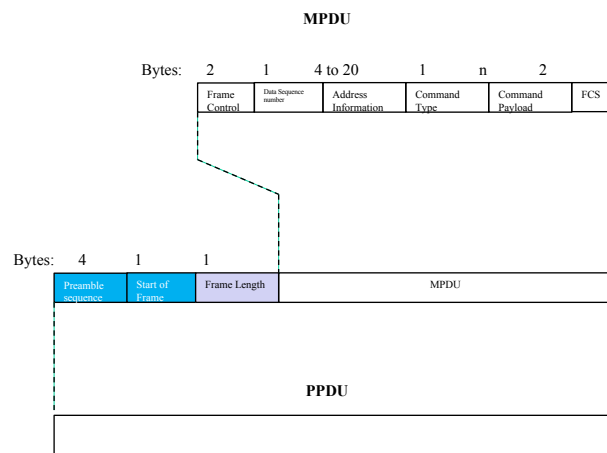 MPDU
Bytes: 2 1 4 to 20 1 n 2
Frame Control Data Sequence number Address Information Command Type Command Payload FCS
Bytes: 4 1 1
Preamble sequence Start of Frame Frame Length MPDU
PPDU